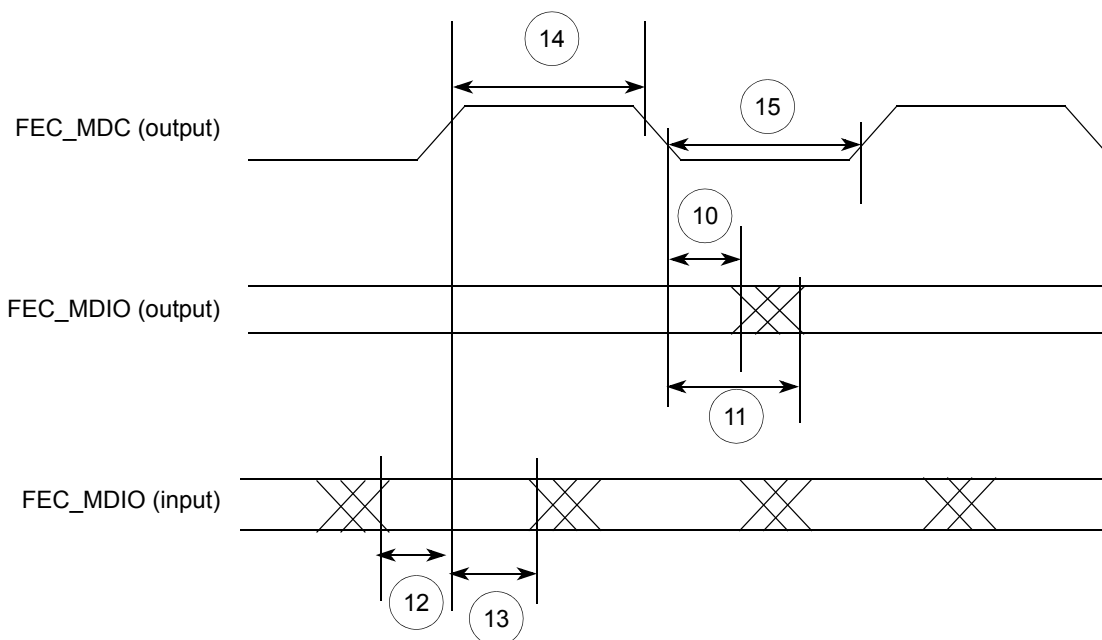 14
FEC_MDC (output)
15
10
FEC_MDIO (output)
11
FEC_MDIO (input)
12
13